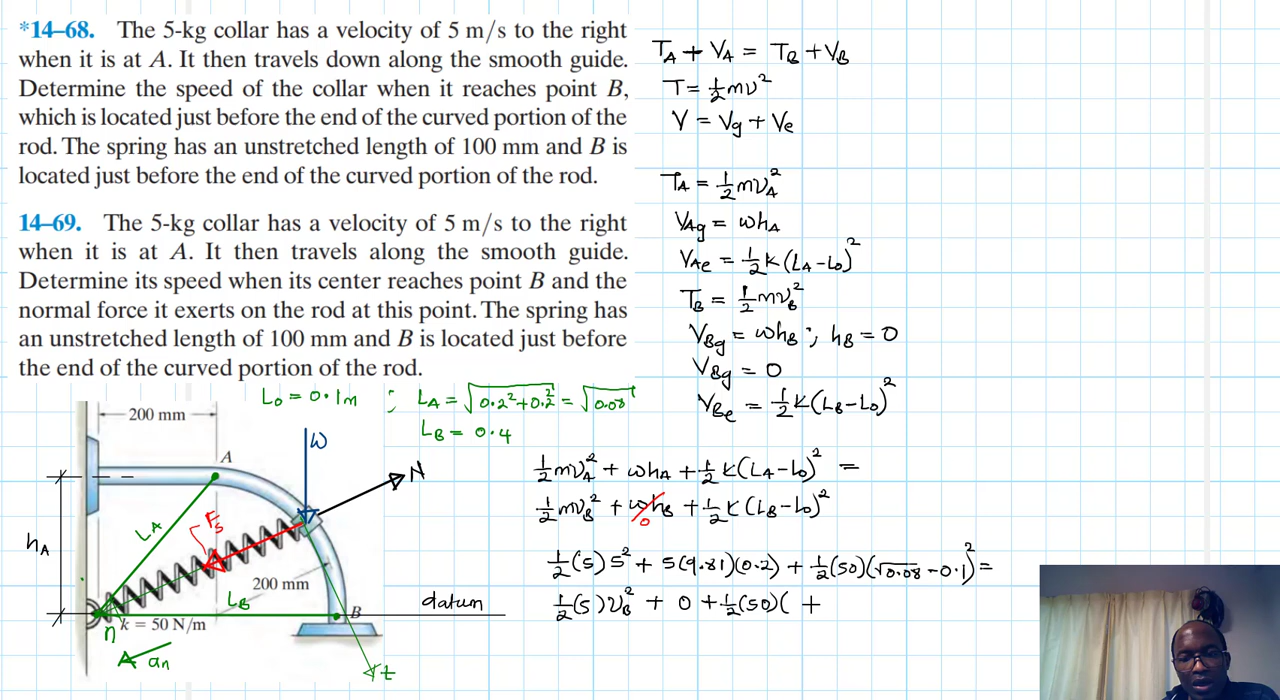 *14–68. The 5-kg collar has a velocity of 5 m/s to the right
when it is at A. It then travels down along the smooth guide.
Determine the speed of the collar when it reaches point B,
which is located just before the end of the curved portion of the
rod. The spring has an unstretched length of 100 mm and B is
located just before the end of the curved portion of the rod.
14–69. The 5-kg collar has a velocity of 5 m/s to the right
when it is at A. It then travels along the smooth guide.
Determine its speed when its center reaches point B and the
normal force it exerts on the rod at this point. The spring has
an unstretched length of 100 mm and B is located just before
the end of the curved portion of the rod.
L₀ = 0.1m ; L_A = √(0.2² + 0.2²) = √0.08
L_B = 0.4
200 mm
A
W
N
h_A
L_A
F_s
200 mm
L_B
B
datum
k = 50 N/m
n
a_n
t
T_A + V_A = T_B + V_B
T = ½mv²
V = V_g + V_e
T_A = ½mv_A²
V_Ag = wh_A
V_Ae = ½k(L_A – L₀)²
T_B = ½mv_B²
V_Bg = wh_B ; h_B = 0
V_Bg = 0
V_Be = ½k(L_B – L₀)²
½mv_A² + wh_A + ½k(L_A – L₀)² =
½mv_B² + wh_B + ½k(L_B – L₀)²
0
½(5)5² + 5(9.81)(0.2) + ½(50)(√0.08 – 0.1)² =
½(5)v_B² + 0 + ½(50)( +